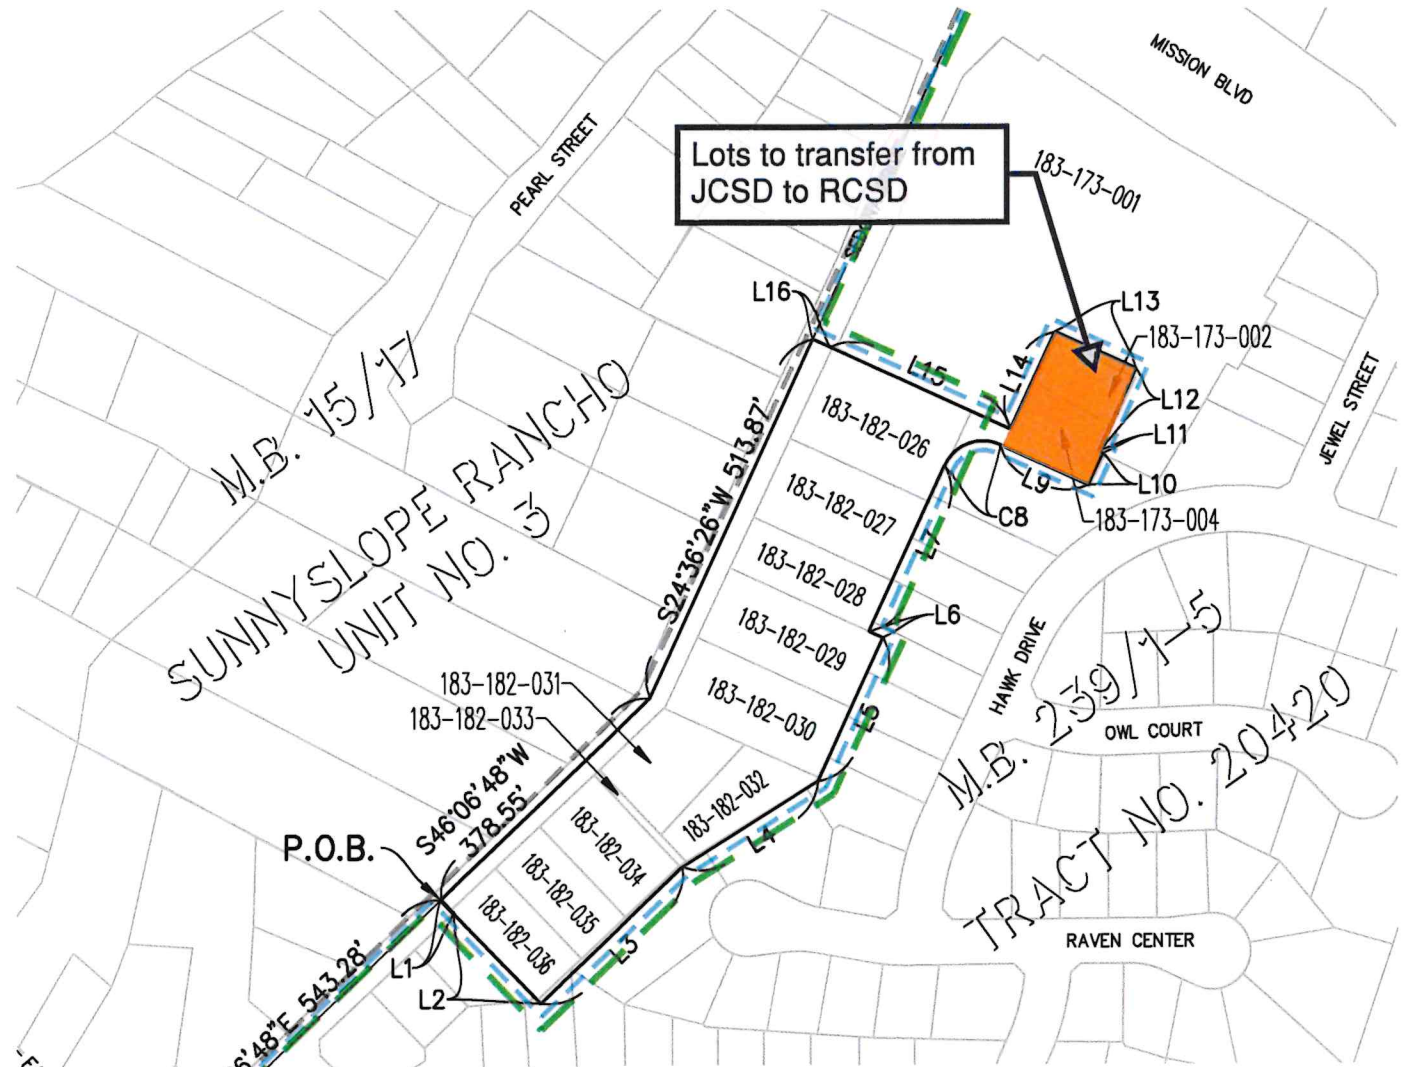 MISSION BLVD
PEARL STREET
Lots to transfer from
JCSD to RCSD
183-173-001
L16
L13
183-173-002
L14
L15
L12
L11
L10
L9
183-173-004
C8
JEWEL STREET
M.B. 15/17
SUNNYSLOPE RANCHO
UNIT NO. 3
S24°36'26"W 513.87'
183-182-026
183-182-027
183-182-028
183-182-029
183-182-030
L7
L6
L5
HAWK DRIVE
M.B. 239/1-5
OWL COURT
TRACT NO. 20420
183-182-031
183-182-033
S46°06'48"W
378.55'
183-182-032
183-182-034
183-182-035
183-182-036
P.O.B.
L4
L3
L1
L2
RAVEN CENTER
6'48"E 543.28'